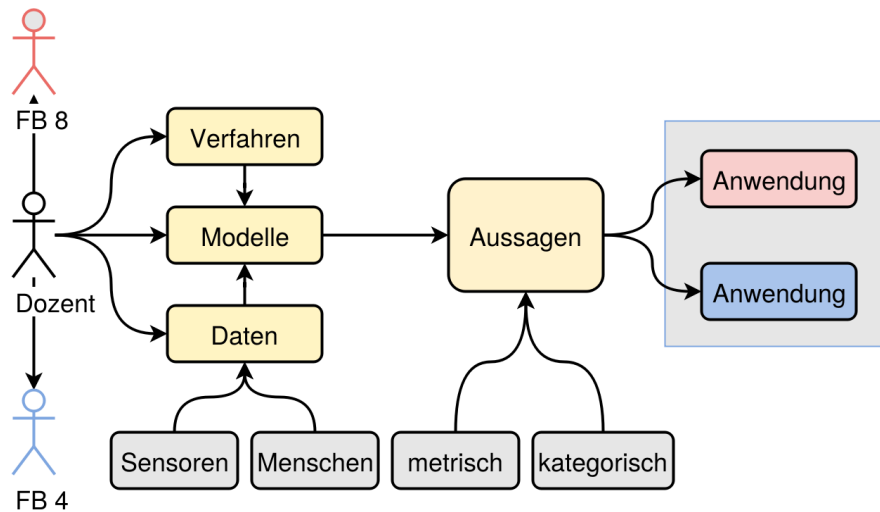 FB 8
Verfahren
Anwendung
Modelle
Aussagen
Dozent
Anwendung
Daten
Sensoren
Menschen
metrisch
kategorisch
FB 4